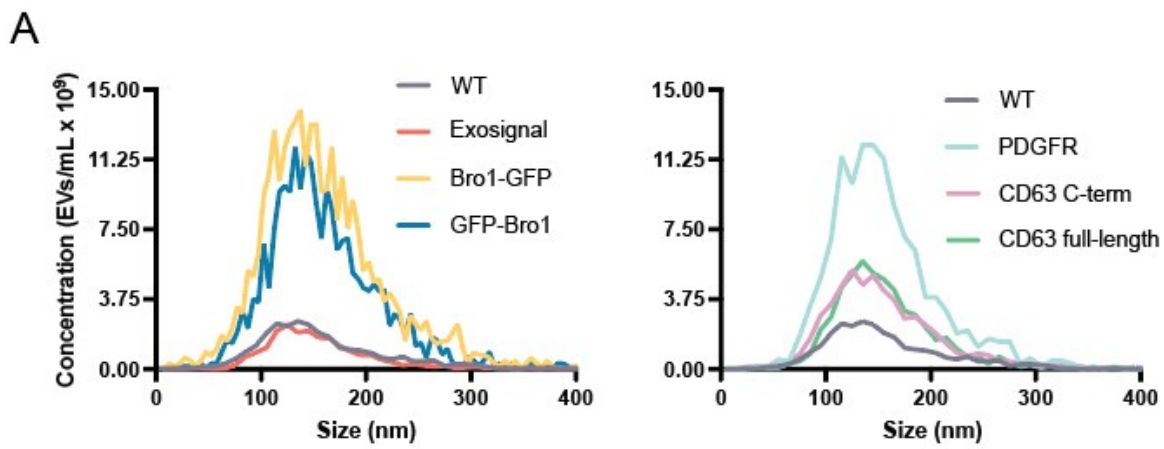 A
Concentration (EVs/mL x 10⁹)
15.00
11.25
7.50
3.75
0.00
0 100 200 300 400
Size (nm)
WT
Exosignal
Bro1-GFP
GFP-Bro1
15.00
11.25
7.50
3.75
0.00
0 100 200 300 400
Size (nm)
WT
PDGFR
CD63 C-term
CD63 full-length